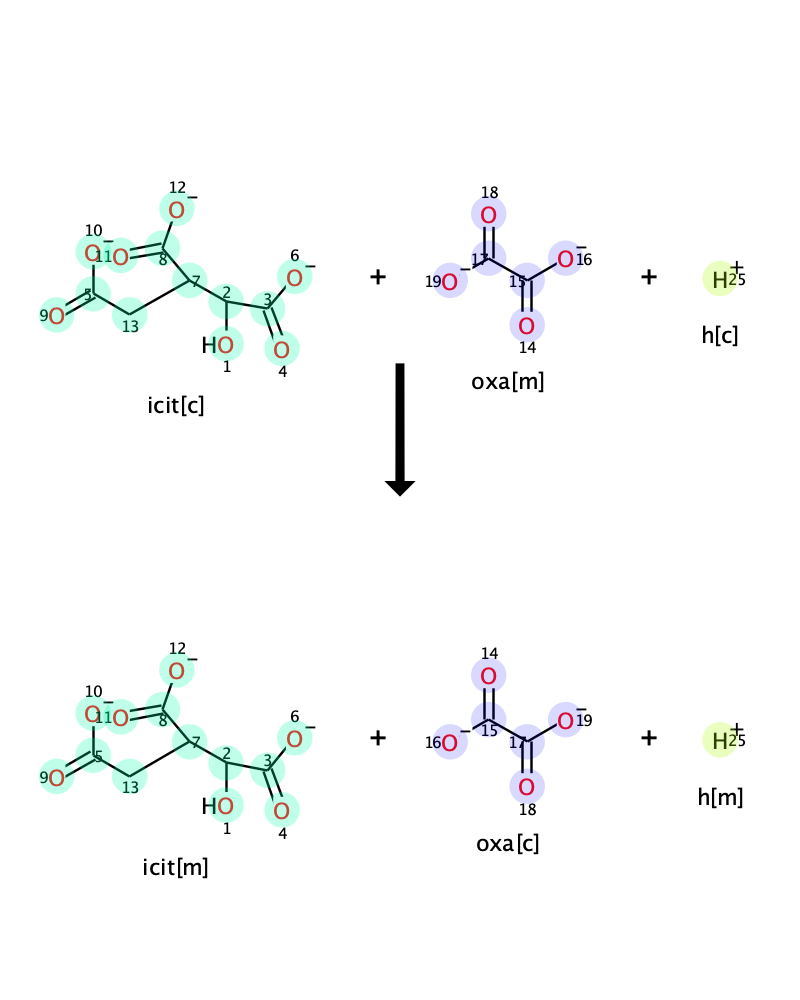 12
O−
10
O−
11 O
8
6
O−
5
7
2
3
9 O
13
HO
O
1
4
icit[c]
+
18
O
17
O− 16
19 O−
15
O
14
oxa[m]
+
H+ 25
h[c]
12
O−
10
O−
11 O
8
6
O−
5
7
2
3
9 O
13
HO
O
1
4
icit[m]
+
14
O
15
O− 19
16 O−
17
O
18
oxa[c]
+
H+ 25
h[m]